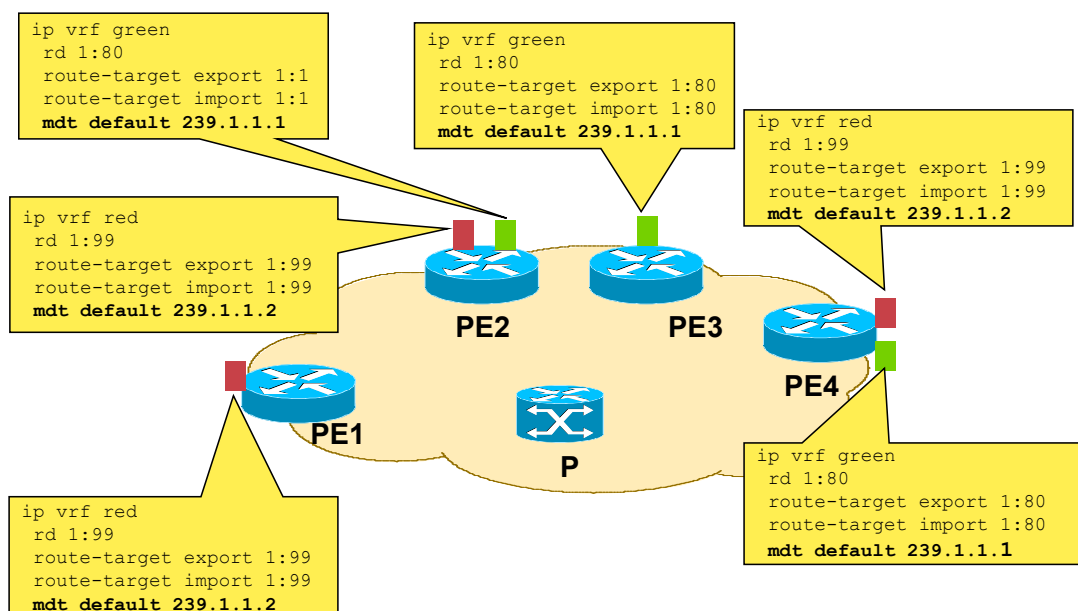 ip vrf green
rd 1:80
route-target export 1:1
route-target import 1:1
mdt default 239.1.1.1
ip vrf green
rd 1:80
route-target export 1:80
route-target import 1:80
mdt default 239.1.1.1
ip vrf red
rd 1:99
route-target export 1:99
route-target import 1:99
mdt default 239.1.1.2
ip vrf red
rd 1:99
route-target export 1:99
route-target import 1:99
mdt default 239.1.1.2
PE2
PE3
PE4
PE1
P
ip vrf green
rd 1:80
route-target export 1:80
route-target import 1:80
mdt default 239.1.1.1
ip vrf red
rd 1:99
route-target export 1:99
route-target import 1:99
mdt default 239.1.1.2